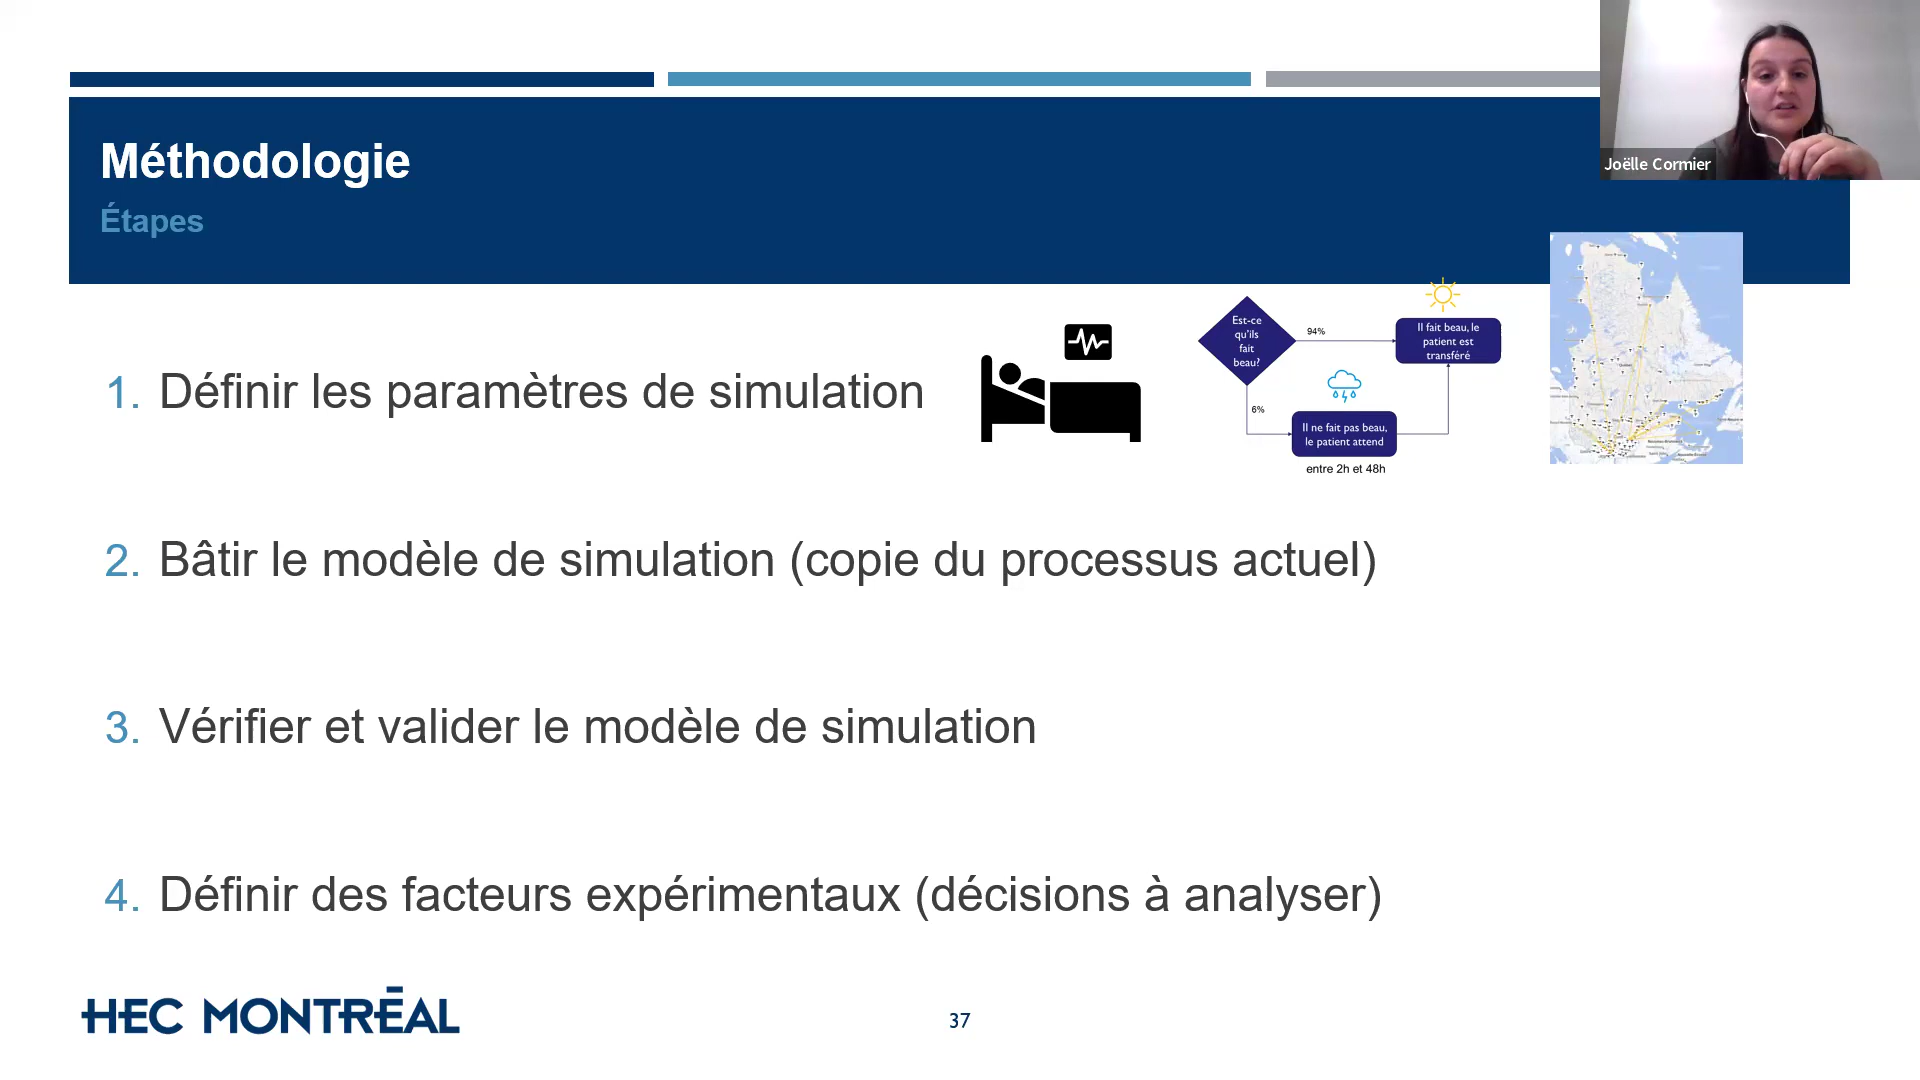 Méthodologie
Étapes
Joëlle Cormier
1. Définir les paramètres de simulation
Est-ce
qu'ils
fait
beau?
94%
Il fait beau, le
patient est
transféré
6%
Il ne fait pas beau,
le patient attend
entre 2h et 48h
2. Bâtir le modèle de simulation (copie du processus actuel)
3. Vérifier et valider le modèle de simulation
4. Définir des facteurs expérimentaux (décisions à analyser)
HEC MONTRÉAL
37